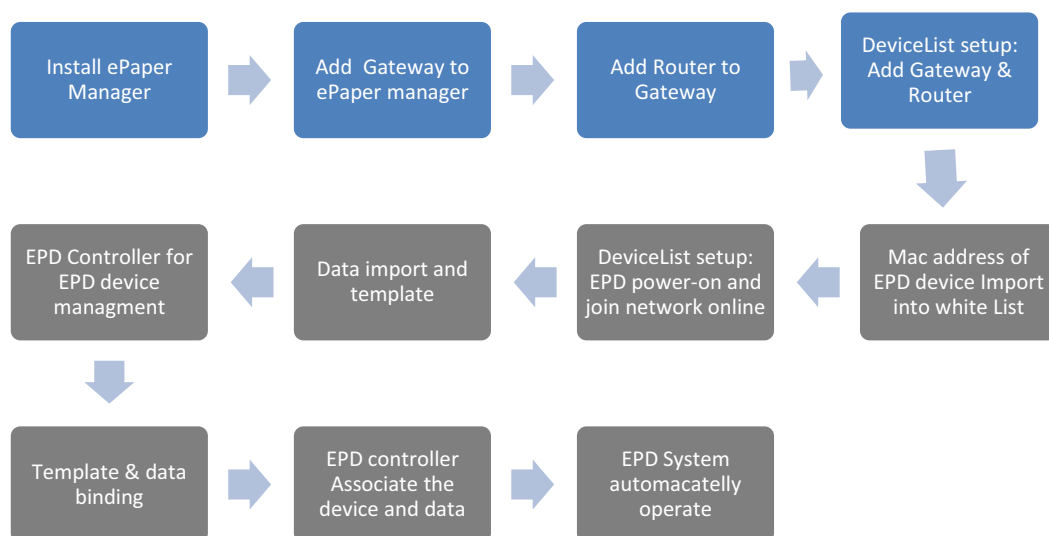 Install ePaper
Manager
Add Gateway to
ePaper manager
Add Router to
Gateway
DeviceList setup:
Add Gateway &
Router
Mac address of
EPD device Import
into white List
DeviceList setup:
EPD power-on and
join network online
Data import and
template
EPD Controller for
EPD device
managment
Template & data
binding
EPD controller
Associate the
device and data
EPD System
automacatelly
operate